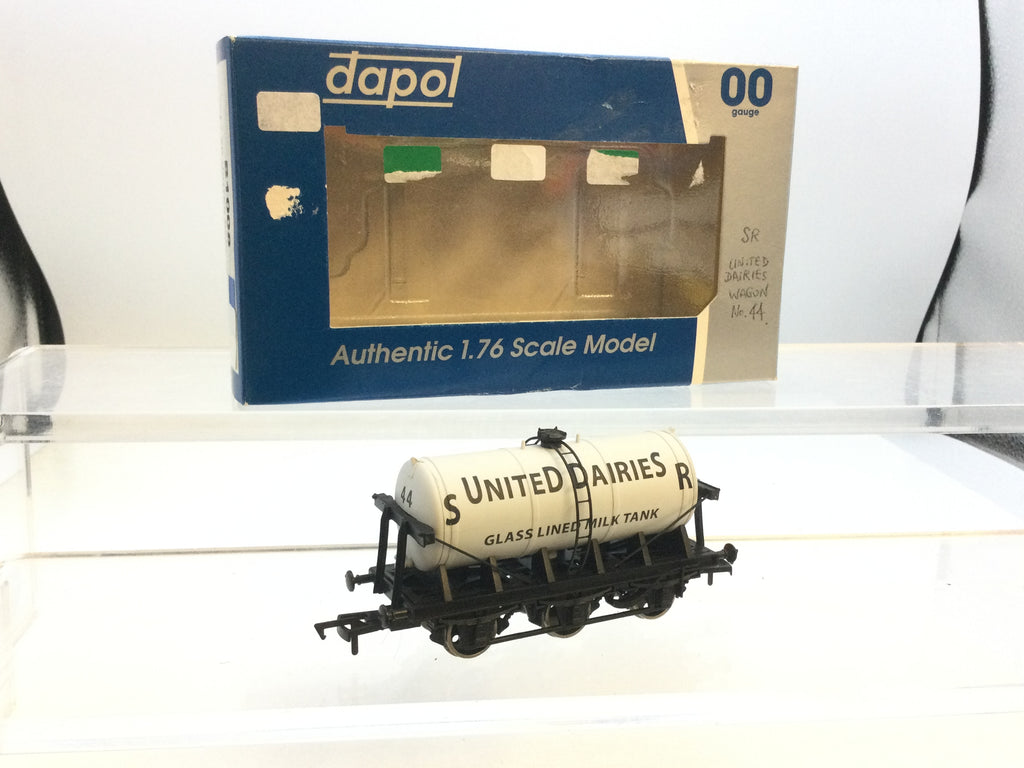 dapol
00
gauge
SR
UNITED
DAIRIES
WAGON
No. 44.
Authentic 1.76 Scale Model
44
S UNITED DAIRIES R
GLASS LINED MILK TANK